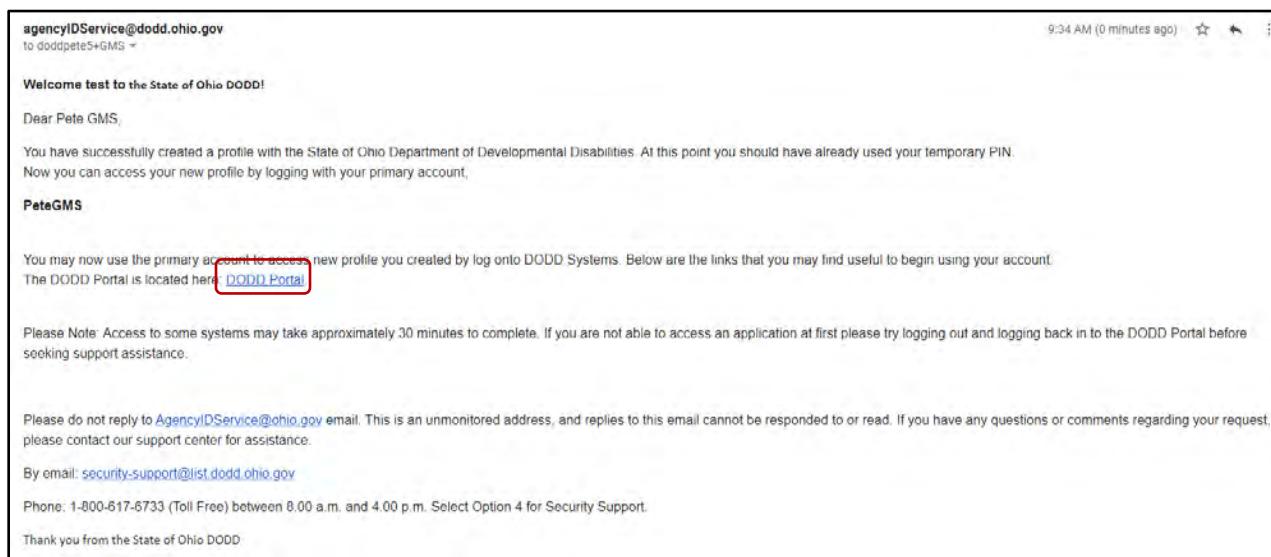 agencyIDService@dodd.ohio.gov
9:34 AM (0 minutes ago)
to doddpete5+GMS
Welcome test to the State of Ohio DODD!
Dear Pete GMS,
You have successfully created a profile with the State of Ohio Department of Developmental Disabilities. At this point you should have already used your temporary PIN.
Now you can access your new profile by logging with your primary account,
PeteGMS
You may now use the primary account to access new profile you created by log onto DODD Systems. Below are the links that you may find useful to begin using your account.
The DODD Portal is located here: DODD Portal
Please Note: Access to some systems may take approximately 30 minutes to complete. If you are not able to access an application at first please try logging out and logging back in to the DODD Portal before
seeking support assistance.
Please do not reply to AgencyIDService@ohio.gov email. This is an unmonitored address, and replies to this email cannot be responded to or read. If you have any questions or comments regarding your request,
please contact our support center for assistance.
By email: security-support@list.dodd.ohio.gov
Phone: 1-800-617-6733 (Toll Free) between 8.00 a.m. and 4.00 p.m. Select Option 4 for Security Support.
Thank you from the State of Ohio DODD